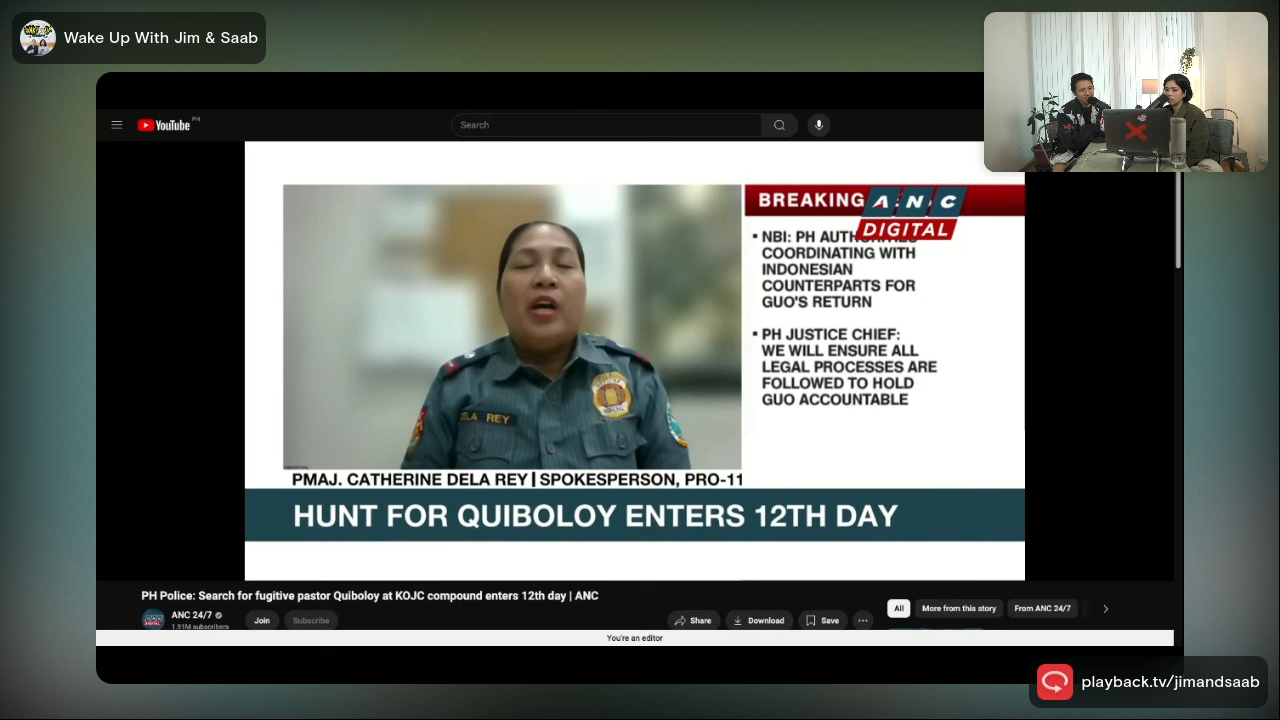 Wake Up With Jim & Saab
YouTube PH
Search
BREAKING
ANC
DIGITAL
NBI: PH AUTHORITIES
COORDINATING WITH
INDONESIAN
COUNTERPARTS FOR
GUO'S RETURN
PH JUSTICE CHIEF:
WE WILL ENSURE ALL
LEGAL PROCESSES ARE
FOLLOWED TO HOLD
GUO ACCOUNTABLE
DELA REY
PMAJ. CATHERINE DELA REY | SPOKESPERSON, PRO-11
HUNT FOR QUIBOLOY ENTERS 12TH DAY
PH Police: Search for fugitive pastor Quiboloy at KOJC compound enters 12th day | ANC
ANC 24/7
1.91M subscribers
Join
Subscribe
Share
Download
Save
All
More from this story
From ANC 24/7
You're an editor
playback.tv/jimandsaab